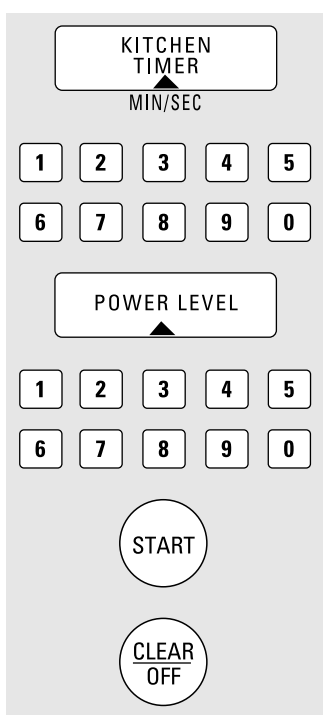 KITCHEN
TIMER
MIN/SEC
1 2 3 4 5
6 7 8 9 0
POWER LEVEL
1 2 3 4 5
6 7 8 9 0
START
CLEAR
OFF